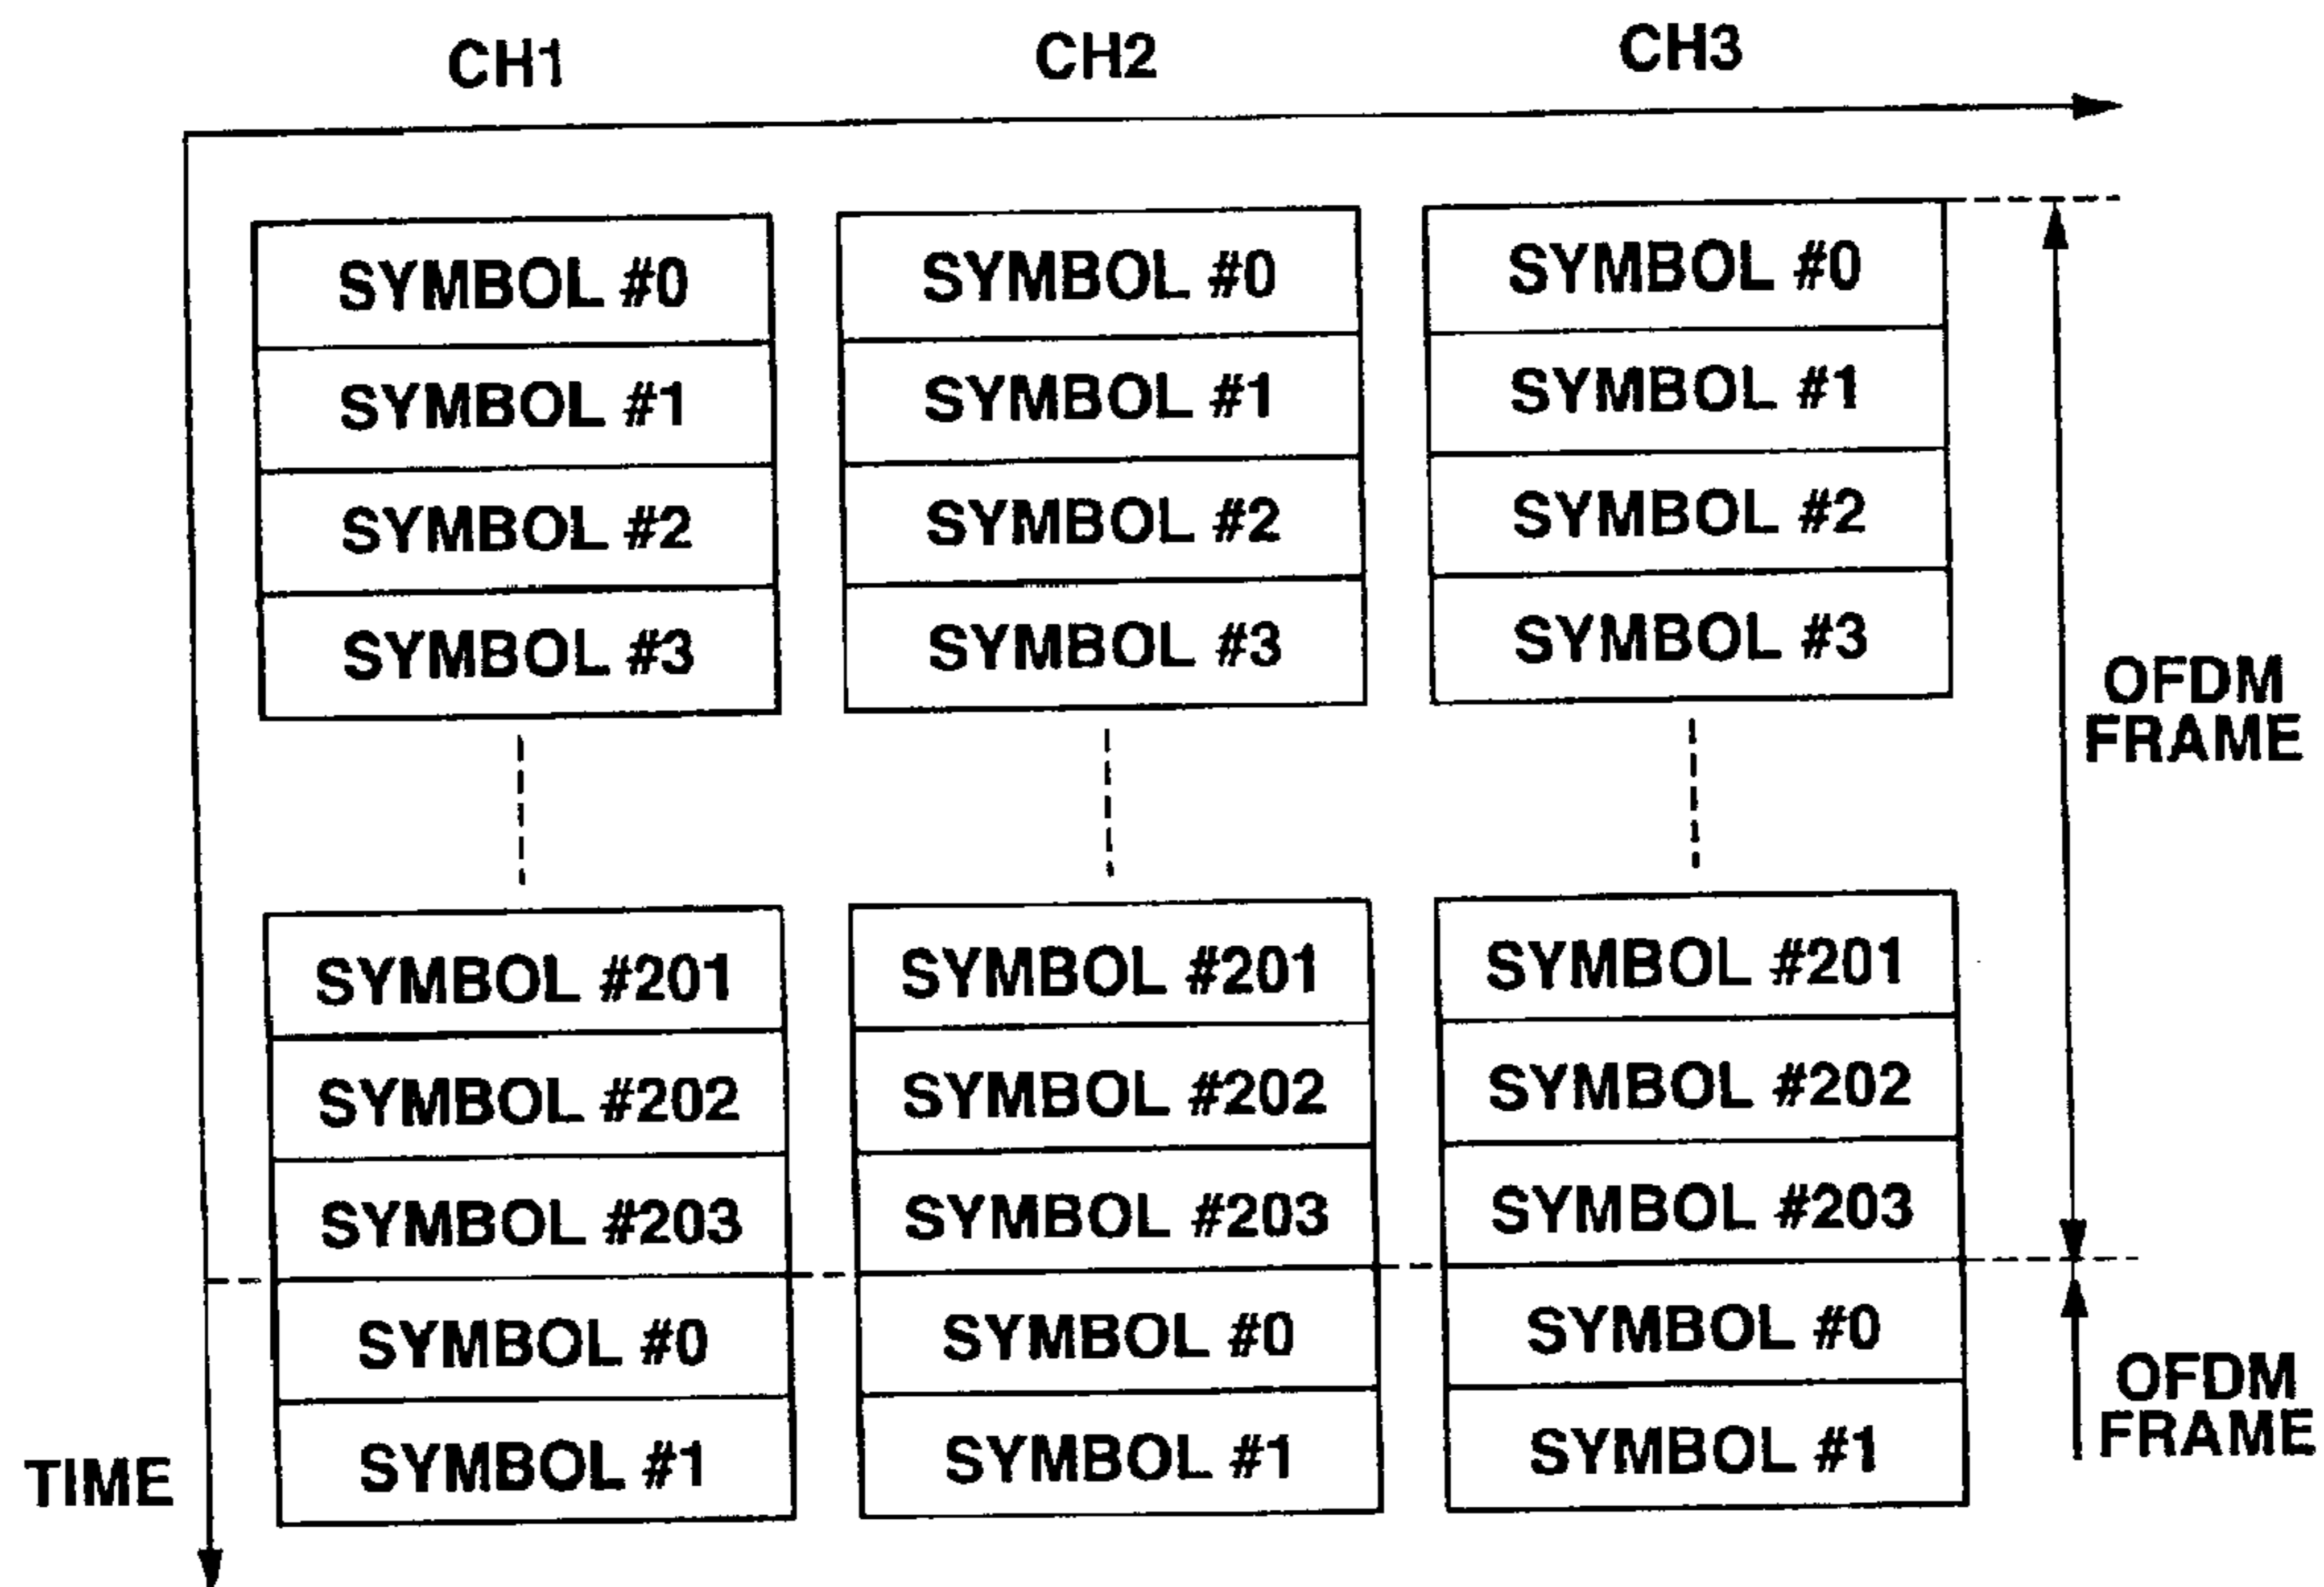 CH1 CH2 CH3
SYMBOL #0 SYMBOL #0 SYMBOL #0
SYMBOL #1 SYMBOL #1 SYMBOL #1
SYMBOL #2 SYMBOL #2 SYMBOL #2
SYMBOL #3 SYMBOL #3 SYMBOL #3
OFDM
FRAME
SYMBOL #201 SYMBOL #201 SYMBOL #201
SYMBOL #202 SYMBOL #202 SYMBOL #202
SYMBOL #203 SYMBOL #203 SYMBOL #203
SYMBOL #0 SYMBOL #0 SYMBOL #0
OFDM
FRAME
SYMBOL #1 SYMBOL #1 SYMBOL #1
TIME